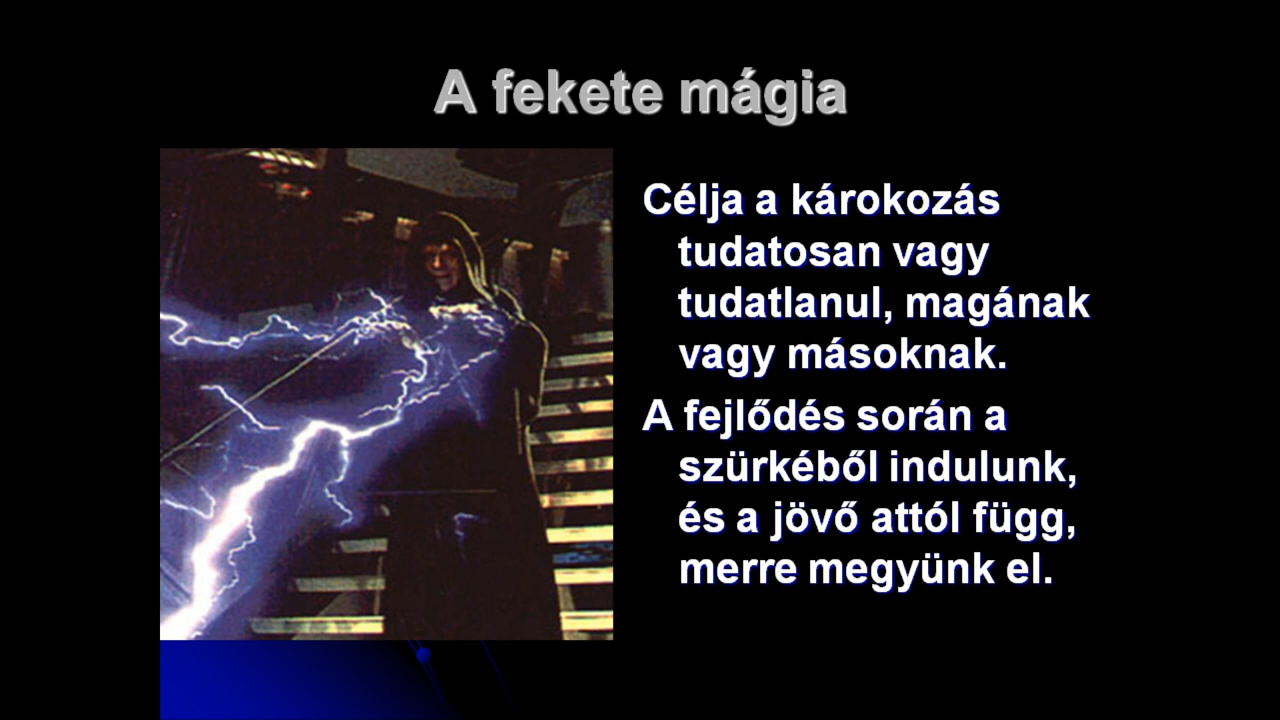 A fekete mágia
Célja a károkozás
tudatosan vagy
tudatlanul, magának
vagy másoknak.
A fejlődés során a
szürkéből indulunk,
és a jövő attól függ,
merre megyünk el.